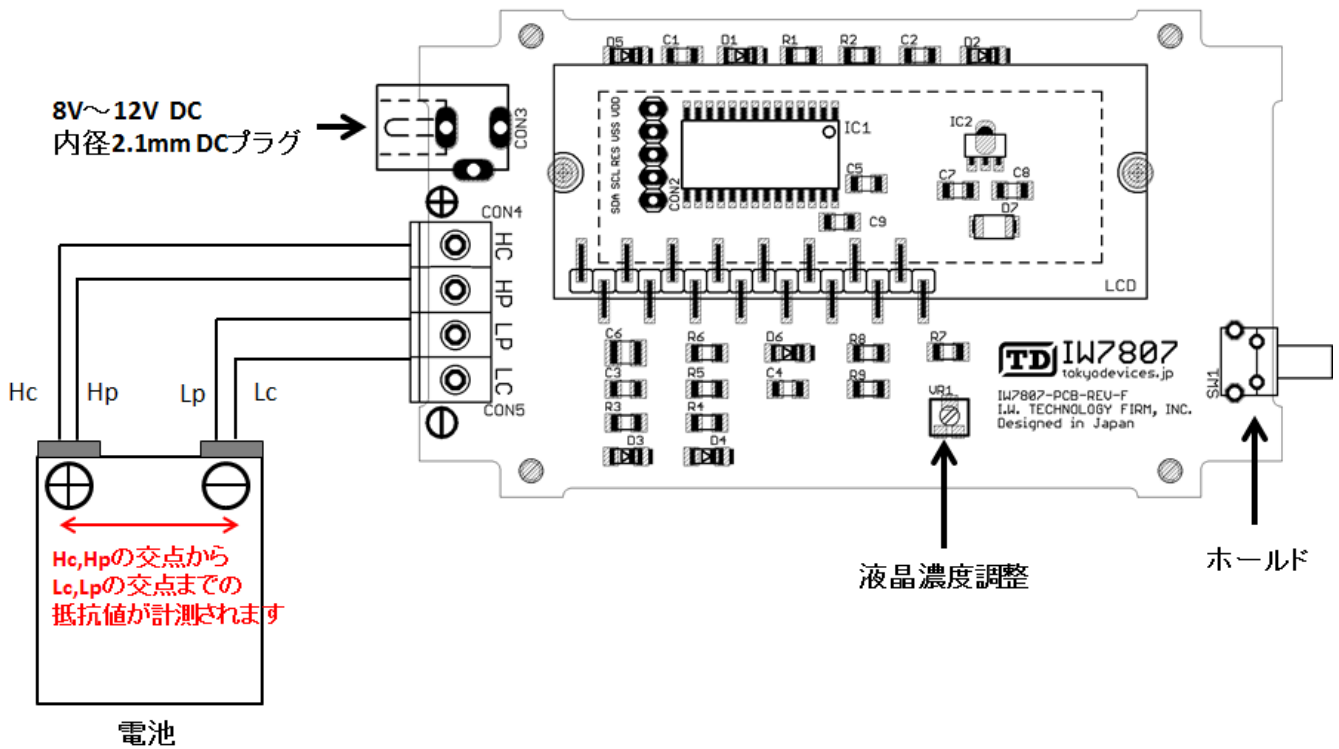 8V～12V DC
内径2.1mm DCプラグ
CON3
D5
C1
D1
R1
R2
C2
D2
SDA SCL RES VSS VDD
CON2
IC1
IC2
C5
C7
C8
C9
D7
LCD
CON4
HC
HP
LP
LC
CON5
Hc
Hp
Lp
Lc
C6
R6
D6
R8
R7
C3
R5
C4
R9
R3
R4
D3
D4
VR1
TD IW7807
tokyodevices.jp
IW7807-PCB-REV-F
I.W. TECHNOLOGY FIRM, INC.
Designed in Japan
SW1
Hc,Hpの交点から
Lc,Lpの交点までの
抵抗値が計測されます
電池
液晶濃度調整
ホールド